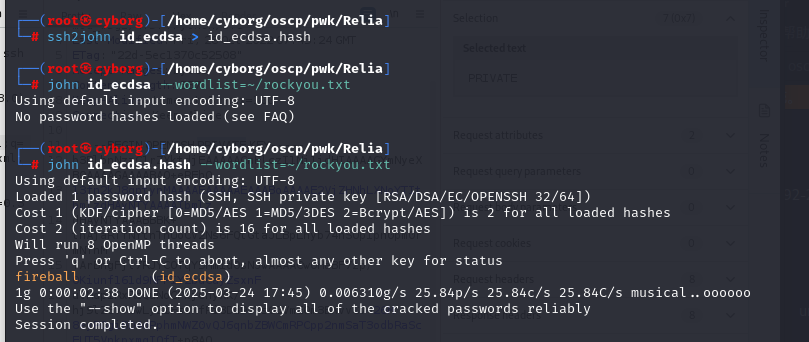 ┌──(root㉿cyborg)-[/home/cyborg/oscp/pwk/Relia]
└─# ssh2john id_ecdsa > id_ecdsa.hash
┌──(root㉿cyborg)-[/home/cyborg/oscp/pwk/Relia]
└─# john id_ecdsa --wordlist=~/rockyou.txt
Using default input encoding: UTF-8
No password hashes loaded (see FAQ)
┌──(root㉿cyborg)-[/home/cyborg/oscp/pwk/Relia]
└─# john id_ecdsa.hash --wordlist=~/rockyou.txt
Using default input encoding: UTF-8
Loaded 1 password hash (SSH, SSH private key [RSA/DSA/EC/OPENSSH 32/64])
Cost 1 (KDF/cipher [0=MD5/AES 1=MD5/3DES 2=Bcrypt/AES]) is 2 for all loaded hashes
Cost 2 (iteration count) is 16 for all loaded hashes
Will run 8 OpenMP threads
Press 'q' or Ctrl-C to abort, almost any other key for status
fireball         (id_ecdsa)
1g 0:00:02:38 DONE (2025-03-24 17:45) 0.006310g/s 25.84p/s 25.84c/s 25.84C/s musical..oooooo
Use the "--show" option to display all of the cracked passwords reliably
Session completed.
Selection
Selected text
PRIVATE
Request attributes
2
Request query parameters
Request cookies
Request headers
Inspector
Notes